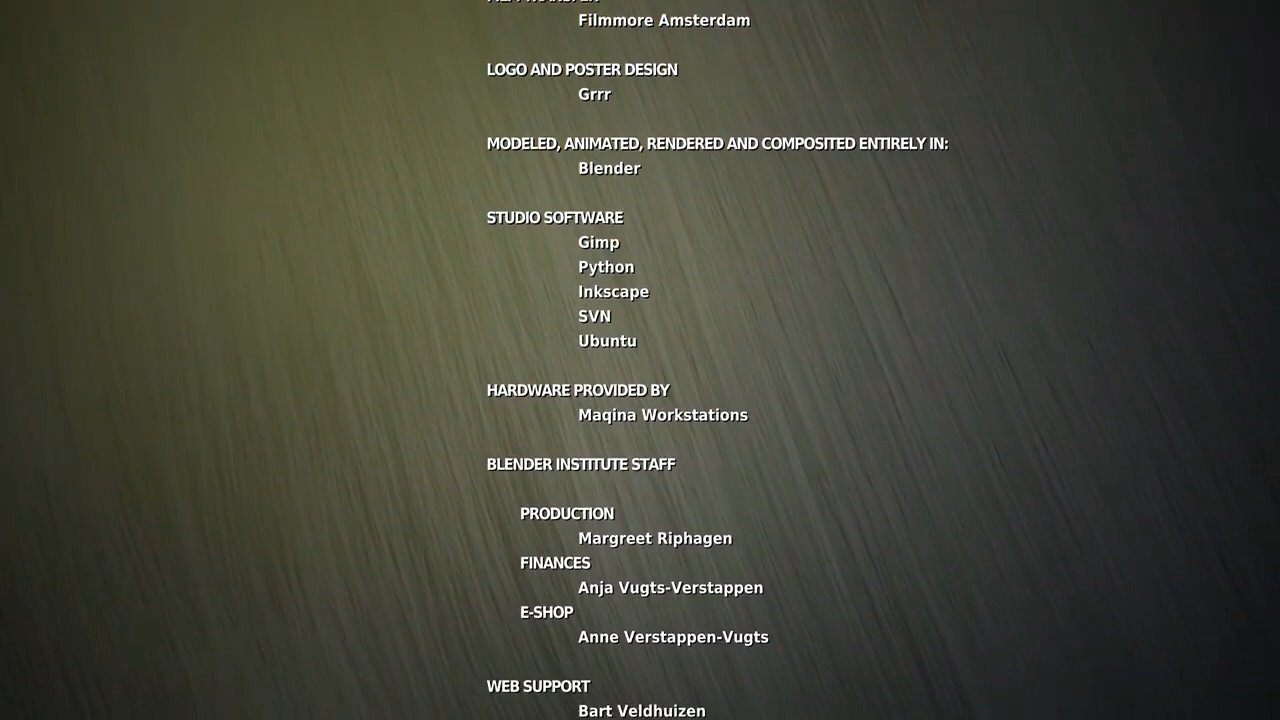 Filmmore Amsterdam
LOGO AND POSTER DESIGN
Grrr
MODELED, ANIMATED, RENDERED AND COMPOSITED ENTIRELY IN:
Blender
STUDIO SOFTWARE
Gimp
Python
Inkscape
SVN
Ubuntu
HARDWARE PROVIDED BY
Maqina Workstations
BLENDER INSTITUTE STAFF
PRODUCTION
Margreet Riphagen
FINANCES
Anja Vugts-Verstappen
E-SHOP
Anne Verstappen-Vugts
WEB SUPPORT
Bart Veldhuizen